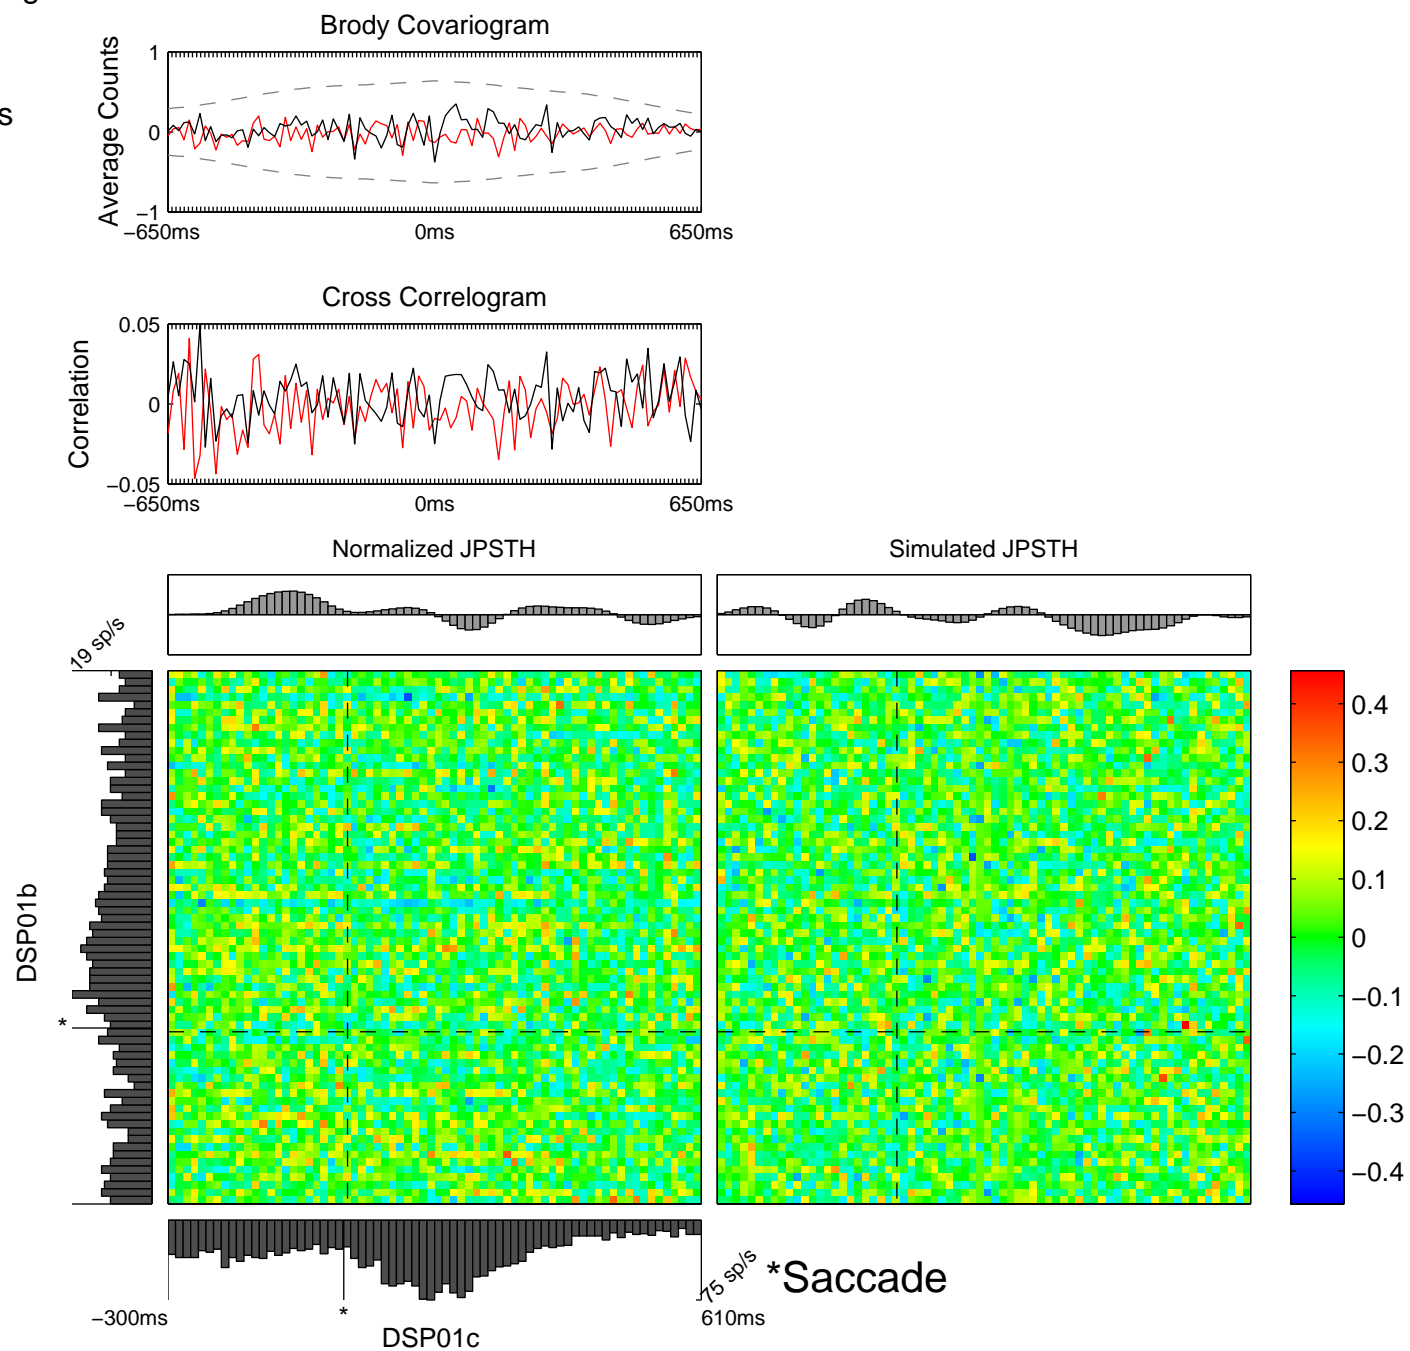 g
Brody Covariogram
s
Average Counts
1
0
−1
−650ms
0ms
650ms
Cross Correlogram
Correlation
0.05
0
−0.05
−650ms
0ms
650ms
Normalized JPSTH
Simulated JPSTH
19 sp/s
DSP01b
*
0.4
0.3
0.2
0.1
0
−0.1
−0.2
−0.3
−0.4
75 sp/s
*Saccade
−300ms
*
610ms
DSP01c